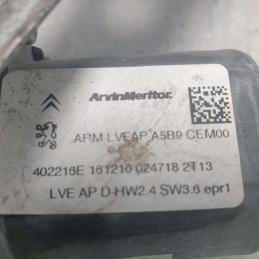 ArvinMeritor
ARM-LVEAP A5B9 CEM00
402216E 161210 024718 2T13
LVE AP D-HW2.4 SW3.6 epr1